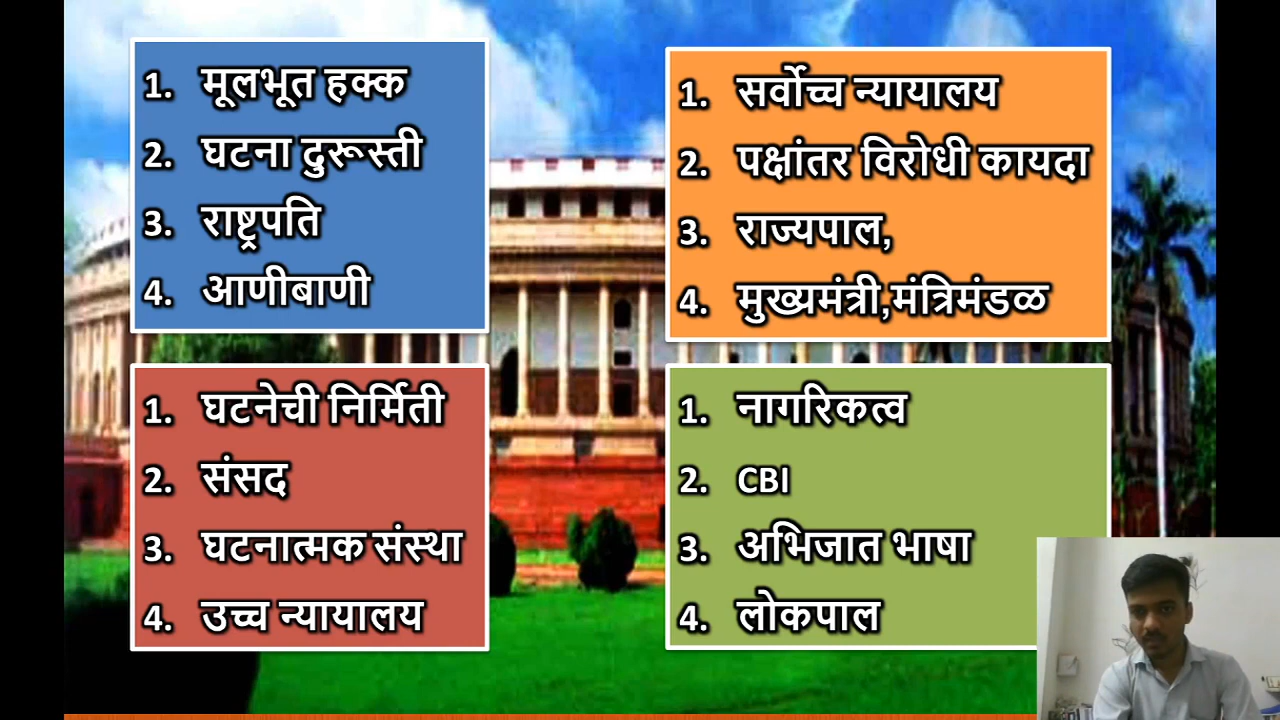 1. मूलभूत हक्क
2. घटना दुरूस्ती
3. राष्ट्रपति
4. आणीबाणी
1. सर्वोच्च न्यायालय
2. पक्षांतर विरोधी कायदा
3. राज्यपाल,
4. मुख्यमंत्री,मंत्रिमंडळ
1. घटनेची निर्मिती
2. संसद
3. घटनात्मक संस्था
4. उच्च न्यायालय
1. नागरिकत्व
2. CBI
3. अभिजात भाषा
4. लोकपाल